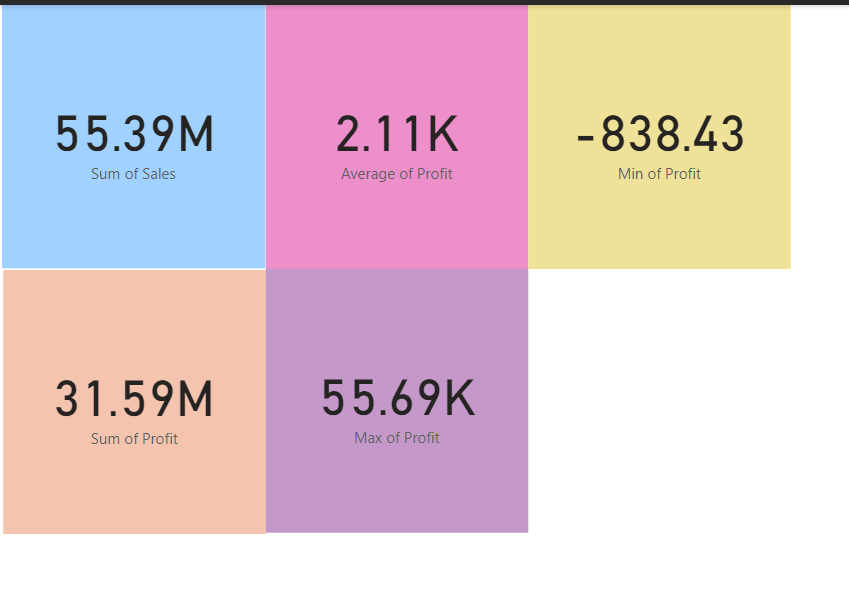 55.39M
Sum of Sales
2.11K
Average of Profit
-838.43
Min of Profit
31.59M
Sum of Profit
55.69K
Max of Profit